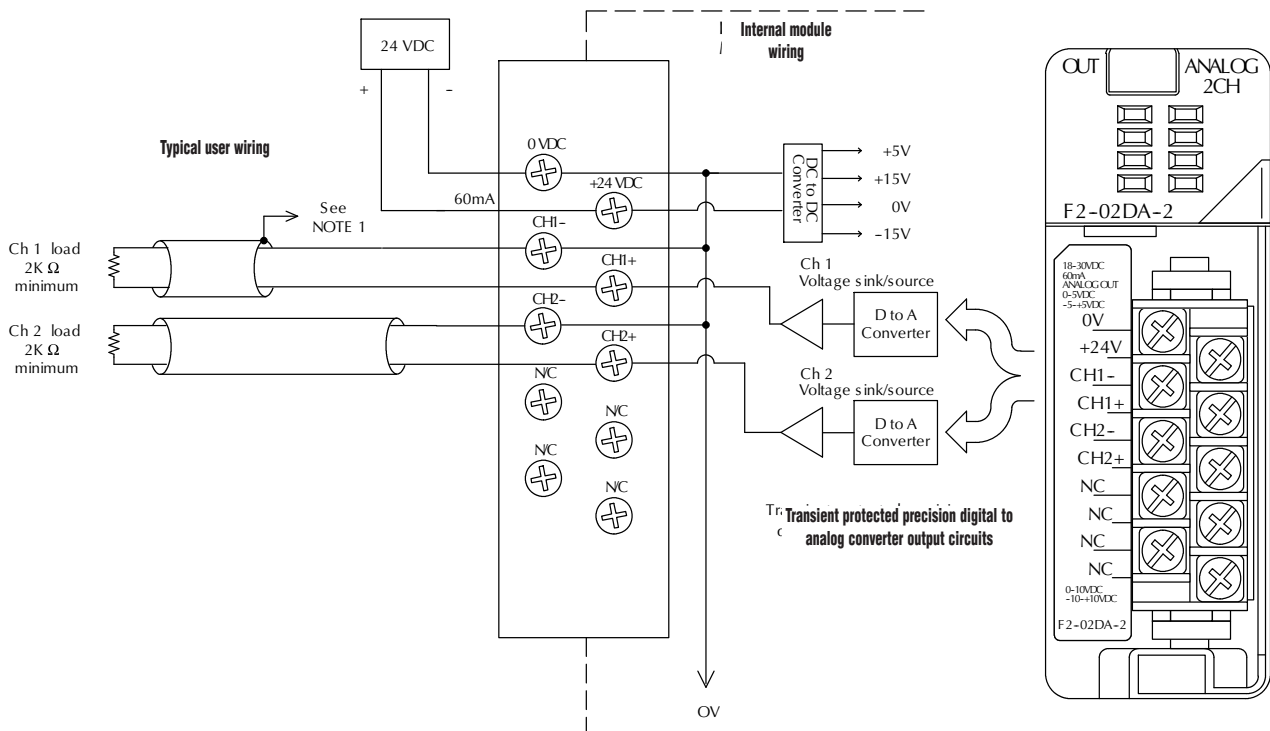 Internal module
wiring
24 VDC
+ -
Typical user wiring
0 VDC
+24 VDC
60mA
See
NOTE 1
CH1-
CH1+
CH2-
CH2+
N/C
N/C
N/C
N/C
Ch 1 load
2K Ω
minimum
Ch 2 load
2K Ω
minimum
DC to DC
Converter
+5V
+15V
0V
-15V
Ch 1
Voltage sink/source
D to A
Converter
Ch 2
Voltage sink/source
D to A
Converter
Transient protected precision digital to
analog converter output circuits
OV
OUT
ANALOG
2CH
F2-02DA-2
18-30VDC
60mA
ANALOG OUT
0-5VDC
-5-+5VDC
0V
+24V
CH1-
CH1+
CH2-
CH2+
NC
NC
NC
NC
0-10VDC
-10-+10VDC
F2-02DA-2